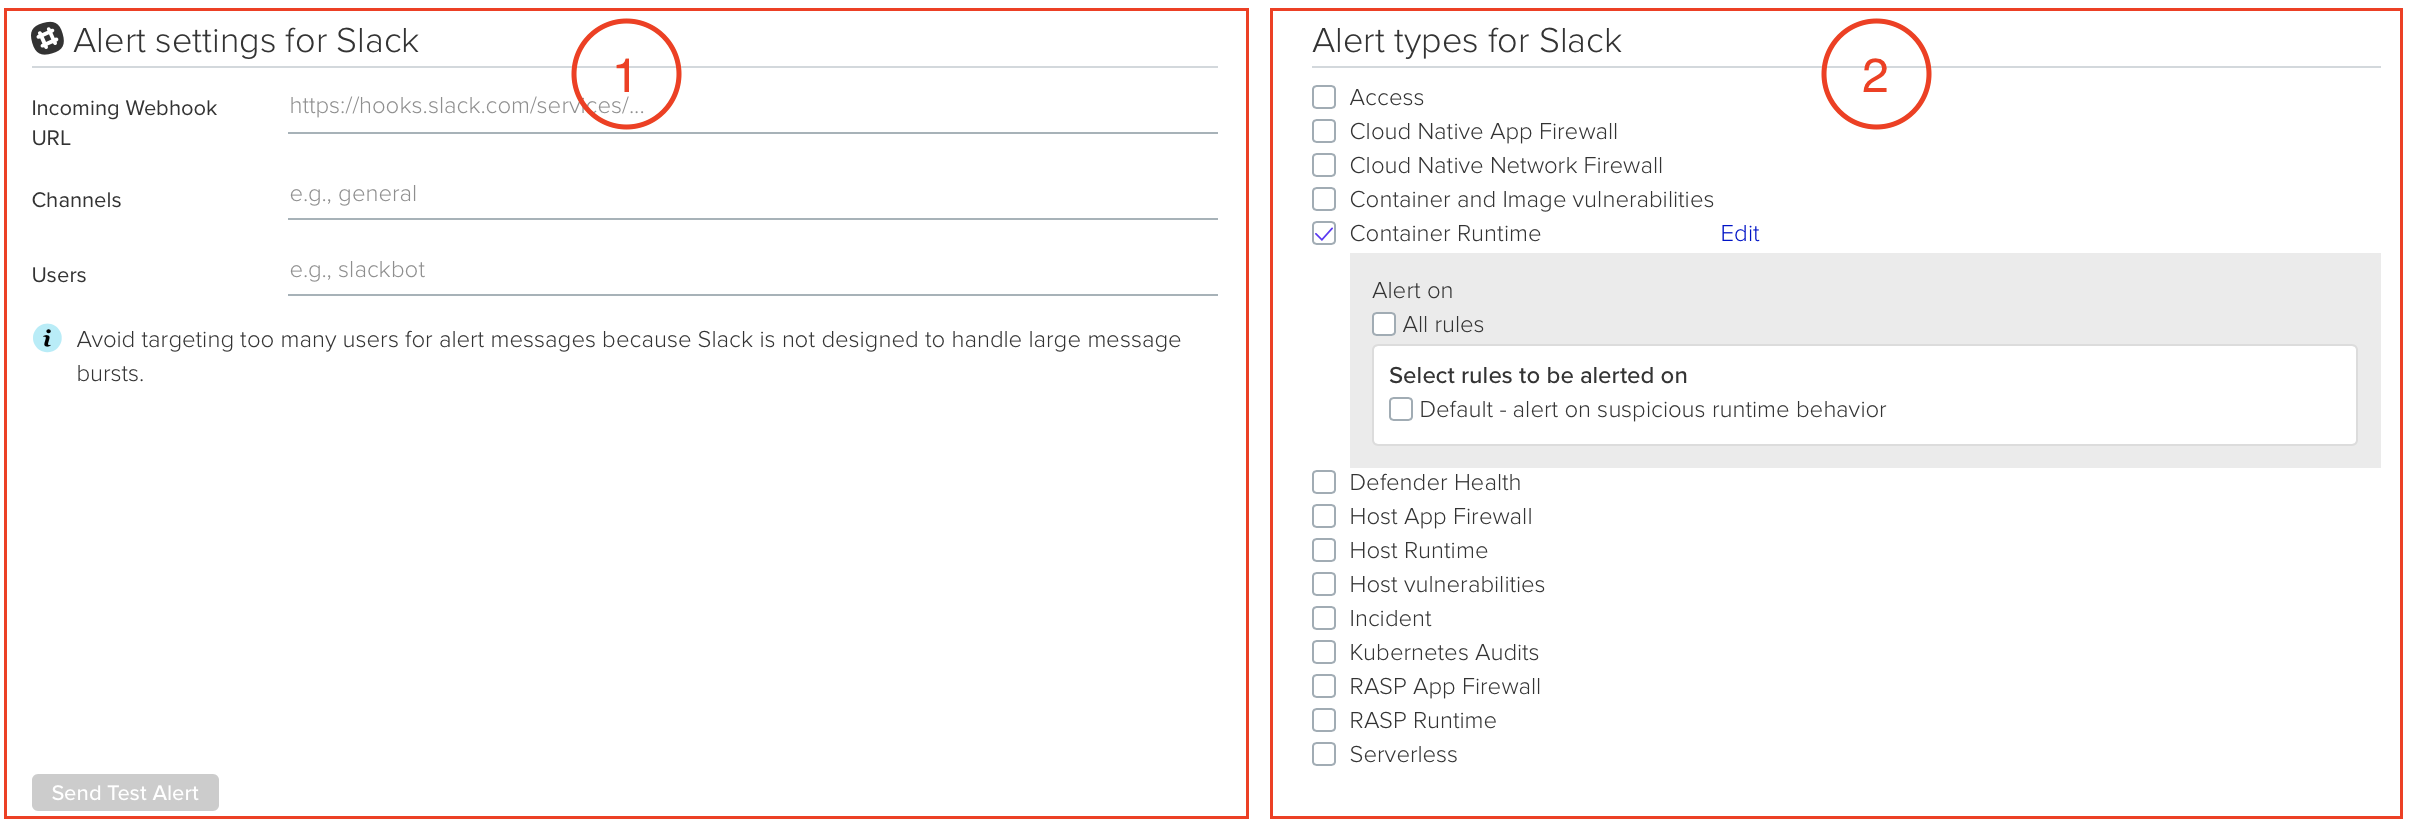 Alert settings for Slack
1
Incoming Webhook
URL
https://hooks.slack.com/services/...
Channels
e.g., general
Users
e.g., slackbot
i
Avoid targeting too many users for alert messages because Slack is not designed to handle large message
bursts.
Send Test Alert
Alert types for Slack
2
Access
Cloud Native App Firewall
Cloud Native Network Firewall
Container and Image vulnerabilities
Container Runtime Edit
Alert on
All rules
Select rules to be alerted on
Default - alert on suspicious runtime behavior
Defender Health
Host App Firewall
Host Runtime
Host vulnerabilities
Incident
Kubernetes Audits
RASP App Firewall
RASP Runtime
Serverless